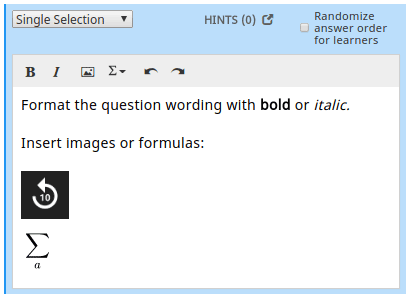 Single Selection
HINTS (0)
Randomize
answer order
for learners
B I Σ
Format the question wording with bold or italic.
Insert images or formulas:
10
∑
a